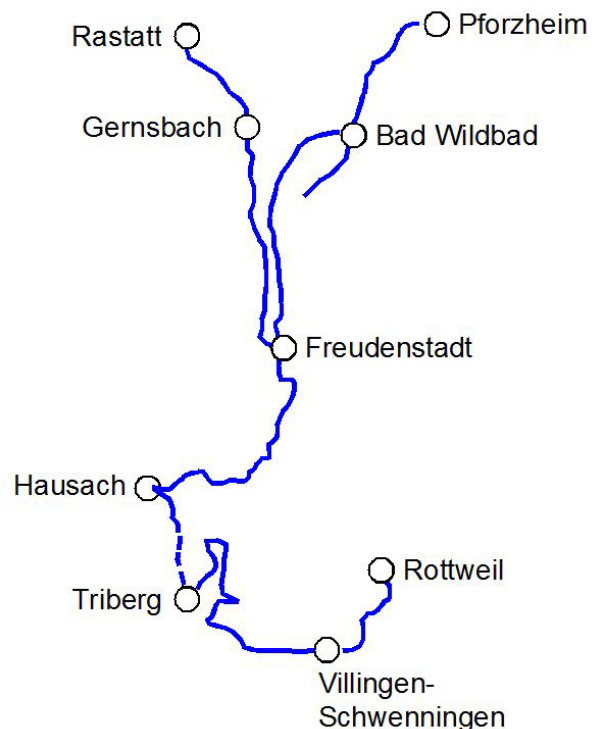 Pforzheim
Rastatt
Gernsbach
Bad Wildbad
Freudenstadt
Hausach
Rottweil
Triberg
Villingen-
Schwenningen